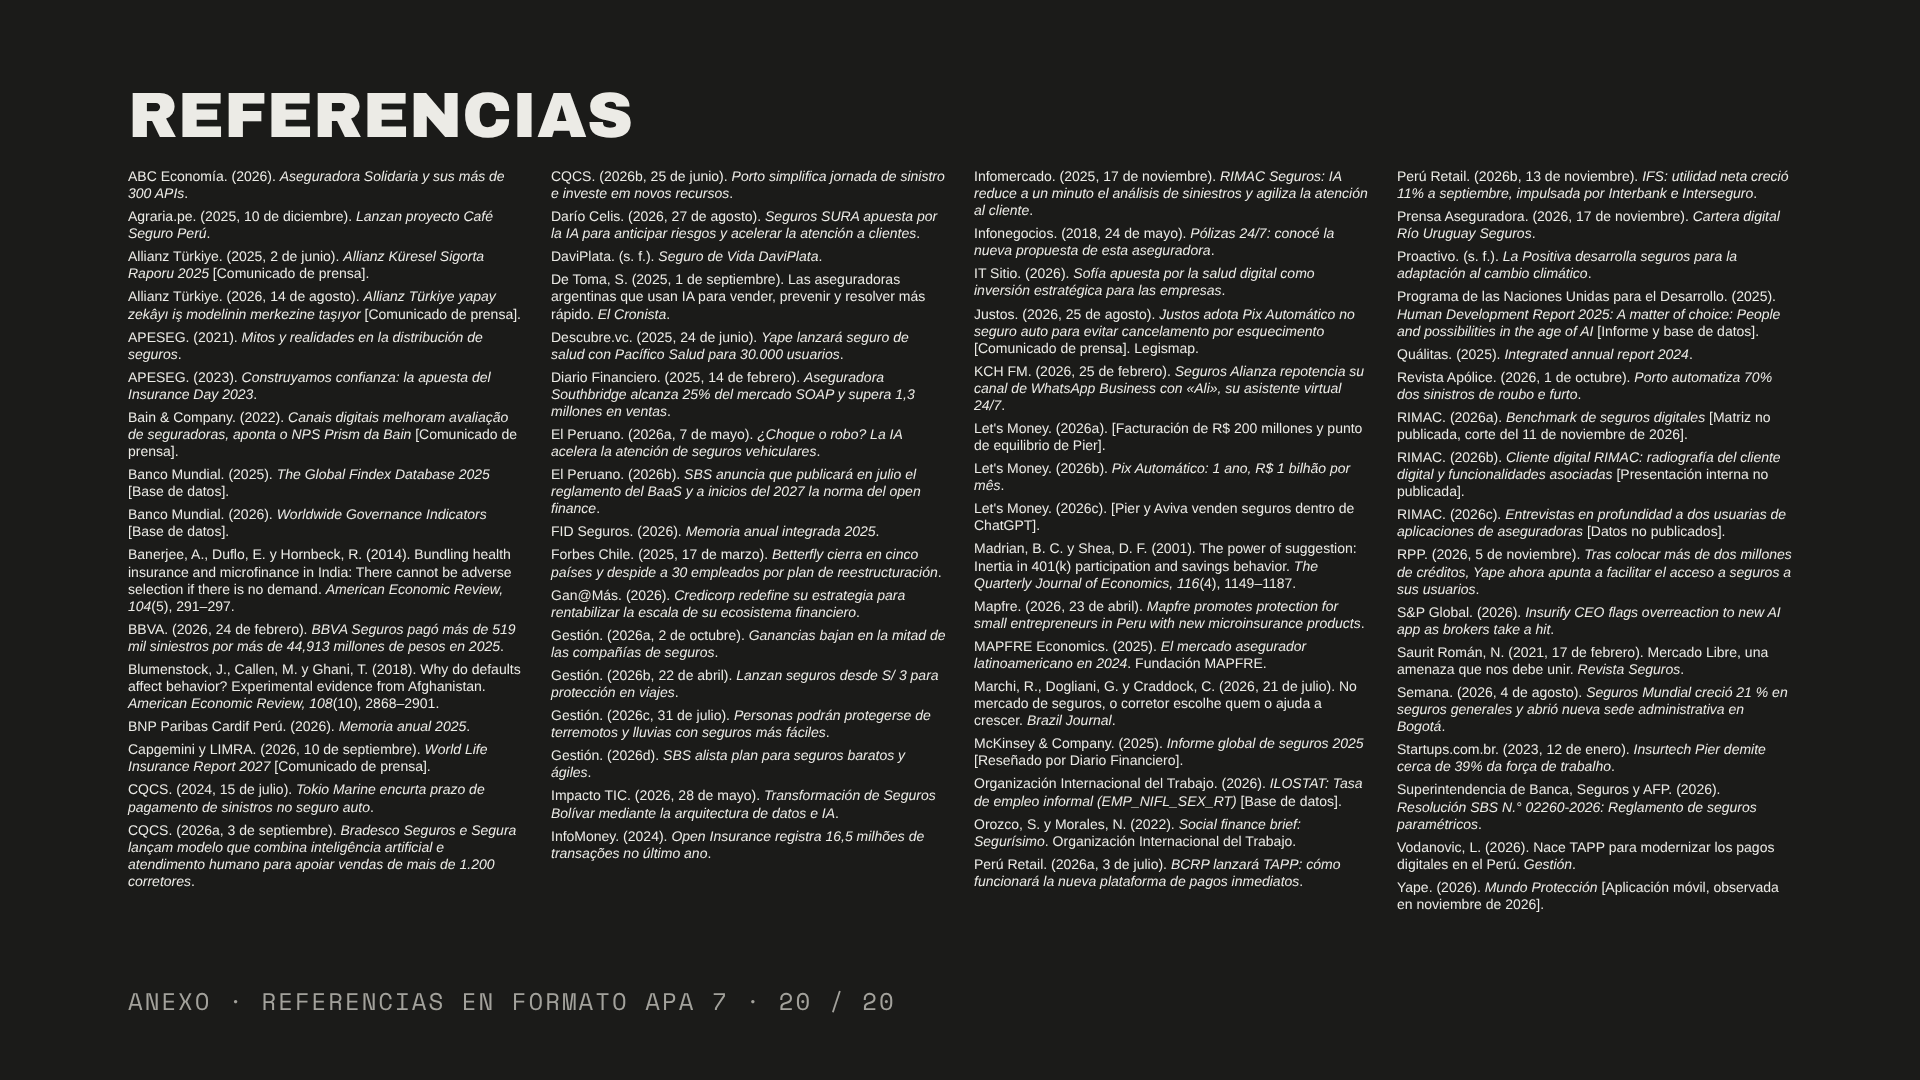 REFERENCIAS
ABC Economía. (2026). Aseguradora Solidaria y sus más de
300 APIs.
Agraria.pe. (2025, 10 de diciembre). Lanzan proyecto Café
Seguro Perú.
Allianz Türkiye. (2025, 2 de junio). Allianz Küresel Sigorta
Raporu 2025 [Comunicado de prensa].
Allianz Türkiye. (2026, 14 de agosto). Allianz Türkiye yapay
zekâyı iş modelinin merkezine taşıyor [Comunicado de prensa].
APESEG. (2021). Mitos y realidades en la distribución de
seguros.
APESEG. (2023). Construyamos confianza: la apuesta del
Insurance Day 2023.
Bain & Company. (2022). Canais digitais melhoram avaliação
de seguradoras, aponta o NPS Prism da Bain [Comunicado de
prensa].
Banco Mundial. (2025). The Global Findex Database 2025
[Base de datos].
Banco Mundial. (2026). Worldwide Governance Indicators
[Base de datos].
Banerjee, A., Duflo, E. y Hornbeck, R. (2014). Bundling health
insurance and microfinance in India: There cannot be adverse
selection if there is no demand. American Economic Review,
104(5), 291–297.
BBVA. (2026, 24 de febrero). BBVA Seguros pagó más de 519
mil siniestros por más de 44,913 millones de pesos en 2025.
Blumenstock, J., Callen, M. y Ghani, T. (2018). Why do defaults
affect behavior? Experimental evidence from Afghanistan.
American Economic Review, 108(10), 2868–2901.
BNP Paribas Cardif Perú. (2026). Memoria anual 2025.
Capgemini y LIMRA. (2026, 10 de septiembre). World Life
Insurance Report 2027 [Comunicado de prensa].
CQCS. (2024, 15 de julio). Tokio Marine encurta prazo de
pagamento de sinistros no seguro auto.
CQCS. (2026a, 3 de septiembre). Bradesco Seguros e Segura
lançam modelo que combina inteligência artificial e
atendimento humano para apoiar vendas de mais de 1.200
corretores.
CQCS. (2026b, 25 de junio). Porto simplifica jornada de sinistro
e investe em novos recursos.
Darío Celis. (2026, 27 de agosto). Seguros SURA apuesta por
la IA para anticipar riesgos y acelerar la atención a clientes.
DaviPlata. (s. f.). Seguro de Vida DaviPlata.
De Toma, S. (2025, 1 de septiembre). Las aseguradoras
argentinas que usan IA para vender, prevenir y resolver más
rápido. El Cronista.
Descubre.vc. (2025, 24 de junio). Yape lanzará seguro de
salud con Pacífico Salud para 30.000 usuarios.
Diario Financiero. (2025, 14 de febrero). Aseguradora
Southbridge alcanza 25% del mercado SOAP y supera 1,3
millones en ventas.
El Peruano. (2026a, 7 de mayo). ¿Choque o robo? La IA
acelera la atención de seguros vehiculares.
El Peruano. (2026b). SBS anuncia que publicará en julio el
reglamento del BaaS y a inicios del 2027 la norma del open
finance.
FID Seguros. (2026). Memoria anual integrada 2025.
Forbes Chile. (2025, 17 de marzo). Betterfly cierra en cinco
países y despide a 30 empleados por plan de reestructuración.
Gan@Más. (2026). Credicorp redefine su estrategia para
rentabilizar la escala de su ecosistema financiero.
Gestión. (2026a, 2 de octubre). Ganancias bajan en la mitad de
las compañías de seguros.
Gestión. (2026b, 22 de abril). Lanzan seguros desde S/ 3 para
protección en viajes.
Gestión. (2026c, 31 de julio). Personas podrán protegerse de
terremotos y lluvias con seguros más fáciles.
Gestión. (2026d). SBS alista plan para seguros baratos y
ágiles.
Impacto TIC. (2026, 28 de mayo). Transformación de Seguros
Bolívar mediante la arquitectura de datos e IA.
InfoMoney. (2024). Open Insurance registra 16,5 milhões de
transações no último ano.
Infomercado. (2025, 17 de noviembre). RIMAC Seguros: IA
reduce a un minuto el análisis de siniestros y agiliza la atención
al cliente.
Infonegocios. (2018, 24 de mayo). Pólizas 24/7: conocé la
nueva propuesta de esta aseguradora.
IT Sitio. (2026). Sofía apuesta por la salud digital como
inversión estratégica para las empresas.
Justos. (2026, 25 de agosto). Justos adota Pix Automático no
seguro auto para evitar cancelamento por esquecimento
[Comunicado de prensa]. Legismap.
KCH FM. (2026, 25 de febrero). Seguros Alianza repotencia su
canal de WhatsApp Business con «Ali», su asistente virtual
24/7.
Let's Money. (2026a). [Facturación de R$ 200 millones y punto
de equilibrio de Pier].
Let's Money. (2026b). Pix Automático: 1 ano, R$ 1 bilhão por
mês.
Let's Money. (2026c). [Pier y Aviva venden seguros dentro de
ChatGPT].
Madrian, B. C. y Shea, D. F. (2001). The power of suggestion:
Inertia in 401(k) participation and savings behavior. The
Quarterly Journal of Economics, 116(4), 1149–1187.
Mapfre. (2026, 23 de abril). Mapfre promotes protection for
small entrepreneurs in Peru with new microinsurance products.
MAPFRE Economics. (2025). El mercado asegurador
latinoamericano en 2024. Fundación MAPFRE.
Marchi, R., Dogliani, G. y Craddock, C. (2026, 21 de julio). No
mercado de seguros, o corretor escolhe quem o ajuda a
crescer. Brazil Journal.
McKinsey & Company. (2025). Informe global de seguros 2025
[Reseñado por Diario Financiero].
Organización Internacional del Trabajo. (2026). ILOSTAT: Tasa
de empleo informal (EMP_NIFL_SEX_RT) [Base de datos].
Orozco, S. y Morales, N. (2022). Social finance brief:
Segurísimo. Organización Internacional del Trabajo.
Perú Retail. (2026a, 3 de julio). BCRP lanzará TAPP: cómo
funcionará la nueva plataforma de pagos inmediatos.
Perú Retail. (2026b, 13 de noviembre). IFS: utilidad neta creció
11% a septiembre, impulsada por Interbank e Interseguro.
Prensa Aseguradora. (2026, 17 de noviembre). Cartera digital
Río Uruguay Seguros.
Proactivo. (s. f.). La Positiva desarrolla seguros para la
adaptación al cambio climático.
Programa de las Naciones Unidas para el Desarrollo. (2025).
Human Development Report 2025: A matter of choice: People
and possibilities in the age of AI [Informe y base de datos].
Quálitas. (2025). Integrated annual report 2024.
Revista Apólice. (2026, 1 de octubre). Porto automatiza 70%
dos sinistros de roubo e furto.
RIMAC. (2026a). Benchmark de seguros digitales [Matriz no
publicada, corte del 11 de noviembre de 2026].
RIMAC. (2026b). Cliente digital RIMAC: radiografía del cliente
digital y funcionalidades asociadas [Presentación interna no
publicada].
RIMAC. (2026c). Entrevistas en profundidad a dos usuarias de
aplicaciones de aseguradoras [Datos no publicados].
RPP. (2026, 5 de noviembre). Tras colocar más de dos millones
de créditos, Yape ahora apunta a facilitar el acceso a seguros a
sus usuarios.
S&P Global. (2026). Insurify CEO flags overreaction to new AI
app as brokers take a hit.
Saurit Román, N. (2021, 17 de febrero). Mercado Libre, una
amenaza que nos debe unir. Revista Seguros.
Semana. (2026, 4 de agosto). Seguros Mundial creció 21 % en
seguros generales y abrió nueva sede administrativa en
Bogotá.
Startups.com.br. (2023, 12 de enero). Insurtech Pier demite
cerca de 39% da força de trabalho.
Superintendencia de Banca, Seguros y AFP. (2026).
Resolución SBS N.° 02260-2026: Reglamento de seguros
paramétricos.
Vodanovic, L. (2026). Nace TAPP para modernizar los pagos
digitales en el Perú. Gestión.
Yape. (2026). Mundo Protección [Aplicación móvil, observada
en noviembre de 2026].
ANEXO · REFERENCIAS EN FORMATO APA 7 · 20 / 20